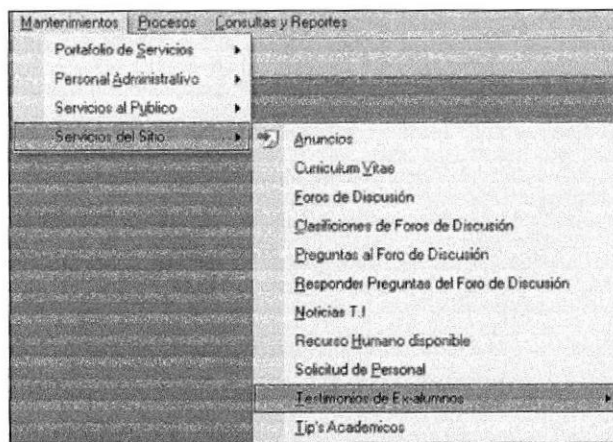 Mantenimientos Procesos Consultas y Reportes
Portafolio de Servicios
Personal Administrativo
Servicios al Publico
Servicios del Sitio
Anuncios
Curriculum Vitae
Foros de Discusión
Clasificiones de Foros de Discusión
Preguntas al Foro de Discusión
Responder Preguntas del Foro de Discusión
Noticias T.I
Recurso Humano disponible
Solicitud de Personal
Testimonios de Ex-alumnos
Tip's Academicos